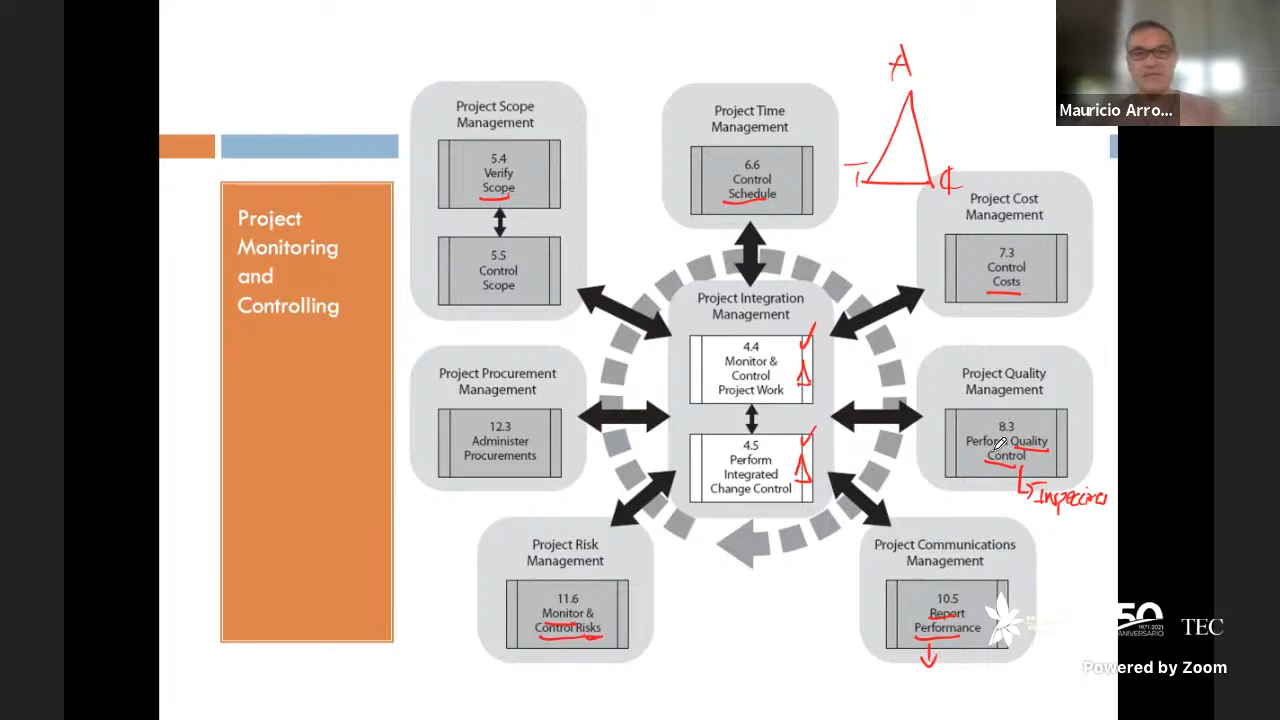 Project
Monitoring
and
Controlling
Project Scope
Management
5.4
Verify
Scope
5.5
Control
Scope
Project Time
Management
6.6
Control
Schedule
A
T
C
Mauricio Arro...
Project Cost
Management
7.3
Control
Costs
Project Integration
Management
4.4
Monitor &
Control
Project Work
4.5
Perform
Integrated
Change Control
Project Procurement
Management
12.3
Administer
Procurements
Project Quality
Management
8.3
Perform Quality
Control
Project Risk
Management
11.6
Monitor &
Control Risks
Project Communications
Management
10.5
Report
Performance
50
1971-2021
ANIVERSARIO
TEC
Powered by Zoom